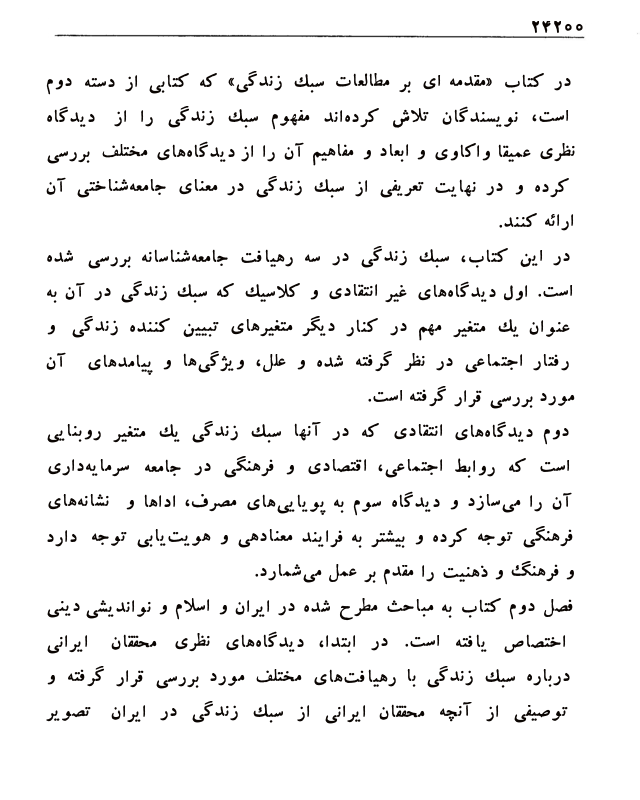 ۲۴۲۰۰
در کتاب «مقدمه ای بر مطالعات سبك زندگی» که کتابی از دسته دوم
است، نویسندگان تلاش کرده‌اند مفهوم سبك زندگی را از دیدگاه
نظری عمیقا واکاوی و ابعاد و مفاهیم آن را از دیدگاه‌های مختلف بررسی
کرده و در نهایت تعریفی از سبك زندگی در معنای جامعه‌شناختی آن
ارائه کنند.
در این کتاب، سبك زندگی در سه رهیافت جامعه‌شناسانه بررسی شده
است. اول دیدگاه‌های غیر انتقادی و کلاسیك که سبك زندگی در آن به
عنوان یك متغیر مهم در کنار دیگر متغیرهای تبیین کننده زندگی و
رفتار اجتماعی در نظر گرفته شده و علل، ویژگی‌ها و پیامدهای آن
مورد بررسی قرار گرفته است.
دوم دیدگاه‌های انتقادی که در آنها سبك زندگی یك متغیر روبنایی
است که روابط اجتماعی، اقتصادی و فرهنگی در جامعه سرمایه‌داری
آن را می‌سازد و دیدگاه سوم به پویایی‌های مصرف، اداها و نشانه‌های
فرهنگی توجه کرده و بیشتر به فرایند معنادهی و هویت‌یابی توجه دارد
و فرهنگ و ذهنیت را مقدم بر عمل می‌شمارد.
فصل دوم کتاب به مباحث مطرح شده در ایران و اسلام و نواندیشی دینی
اختصاص یافته است. در ابتدا، دیدگاه‌های نظری محققان ایرانی
درباره سبك زندگی با رهیافت‌های مختلف مورد بررسی قرار گرفته و
توصیفی از آنچه محققان ایرانی از سبك زندگی در ایران تصویر